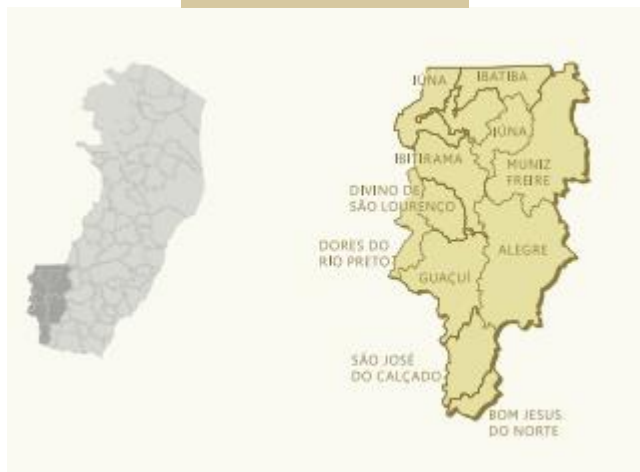 IÚNA
IBATIBA
IÚNA
IBITIRAMA
MUNIZ
FREIRE
DIVINO DE
SÃO LOURENÇO
DORES DO
RIO PRETO
ALEGRE
GUAÇUÍ
SÃO JOSÉ
DO CALÇADO
BOM JESUS
DO NORTE